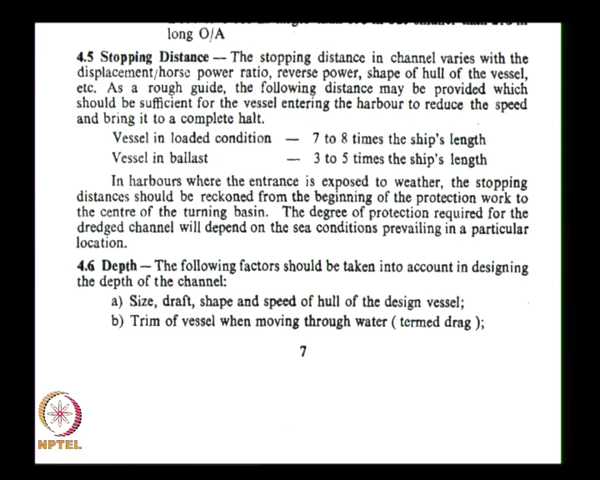 long O/A
4.5 Stopping Distance — The stopping distance in channel varies with the
displacement/horse power ratio, reverse power, shape of hull of the vessel,
etc. As a rough guide, the following distance may be provided which
should be sufficient for the vessel entering the harbour to reduce the speed
and bring it to a complete halt.
Vessel in loaded condition — 7 to 8 times the ship's length
Vessel in ballast — 3 to 5 times the ship's length
In harbours where the entrance is exposed to weather, the stopping
distances should be reckoned from the beginning of the protection work to
the centre of the turning basin. The degree of protection required for the
dredged channel will depend on the sea conditions prevailing in a particular
location.
4.6 Depth — The following factors should be taken into account in designing
the depth of the channel:
a) Size, draft, shape and speed of hull of the design vessel;
b) Trim of vessel when moving through water ( termed drag );
7
NPTEL